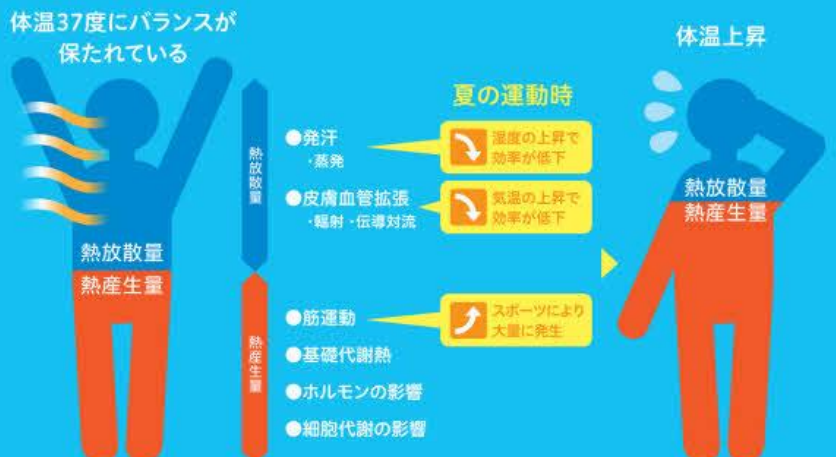 体温37度にバランスが
保たれている
熱放散量
熱産生量
熱放散量
熱産生量
夏の運動時
●発汗
・蒸発
湿度の上昇で
効率が低下
●皮膚血管拡張
・輻射・伝導対流
気温の上昇で
効率が低下
●筋運動
スポーツにより
大量に発生
●基礎代謝熱
●ホルモンの影響
●細胞代謝の影響
体温上昇
熱放散量
熱産生量